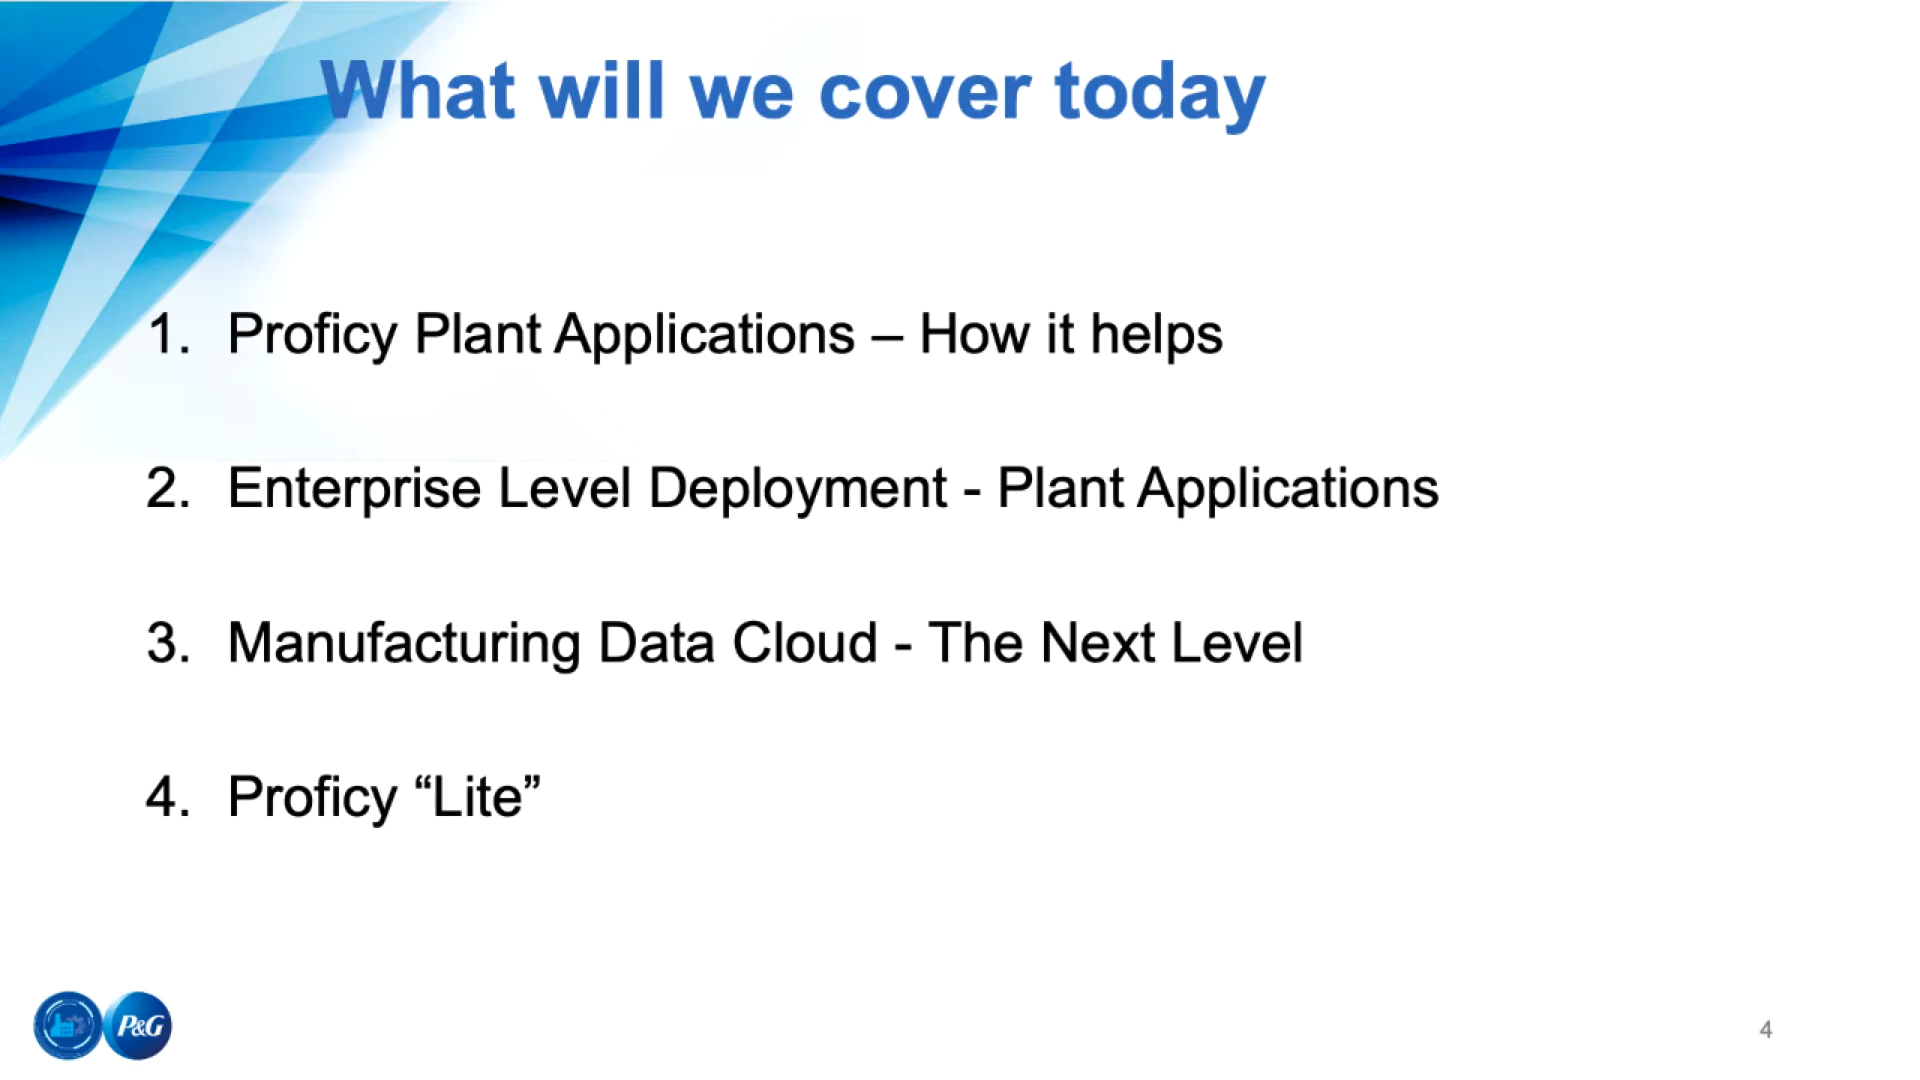 What will we cover today
1. Proficy Plant Applications – How it helps
2. Enterprise Level Deployment - Plant Applications
3. Manufacturing Data Cloud - The Next Level
4. Proficy “Lite”
P&G
4